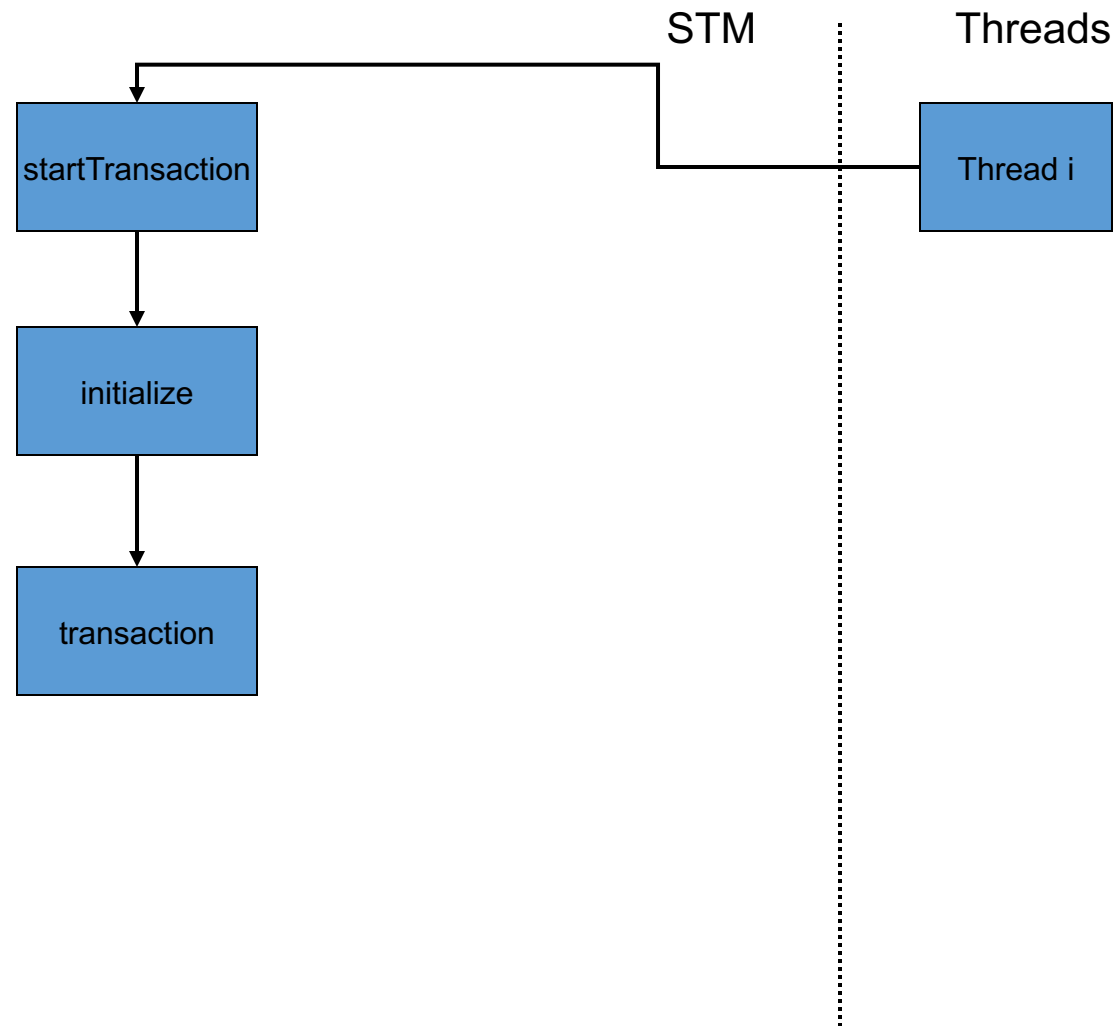 STM
Threads
startTransaction
Thread i
initialize
transaction